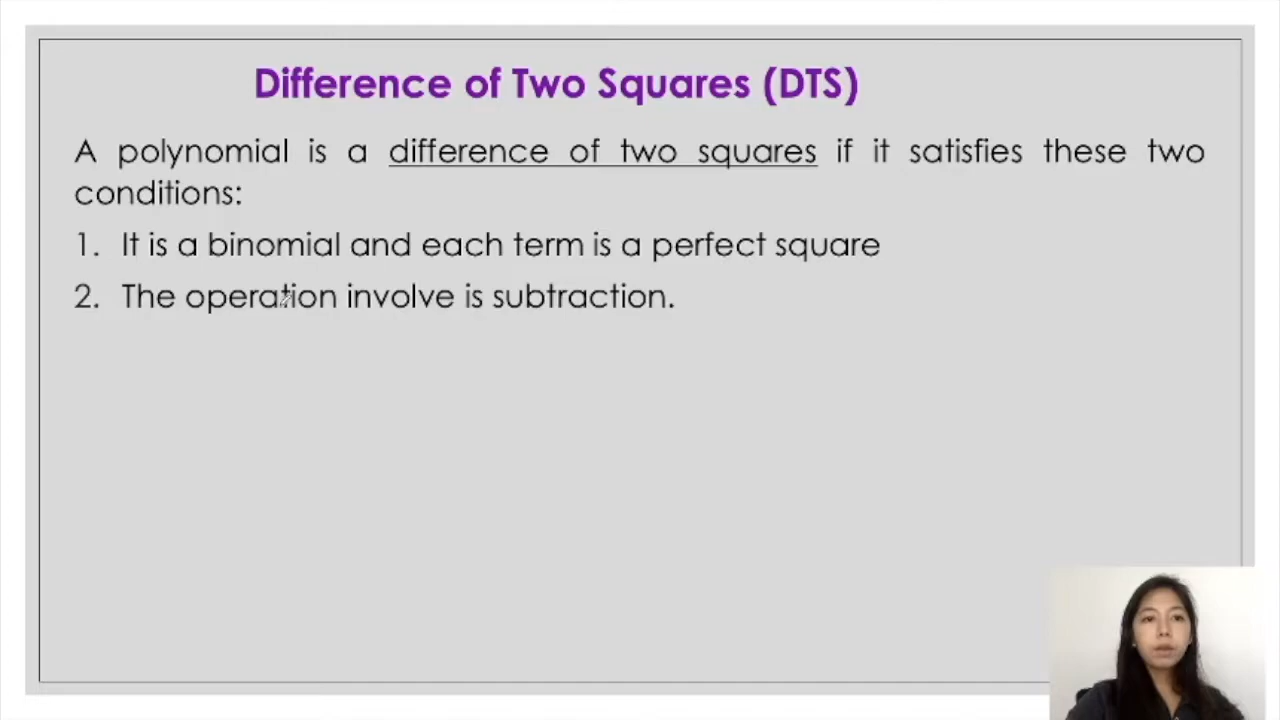 Difference of Two Squares (DTS)
A polynomial is a difference of two squares if it satisfies these two
conditions:
1. It is a binomial and each term is a perfect square
2. The operation involve is subtraction.